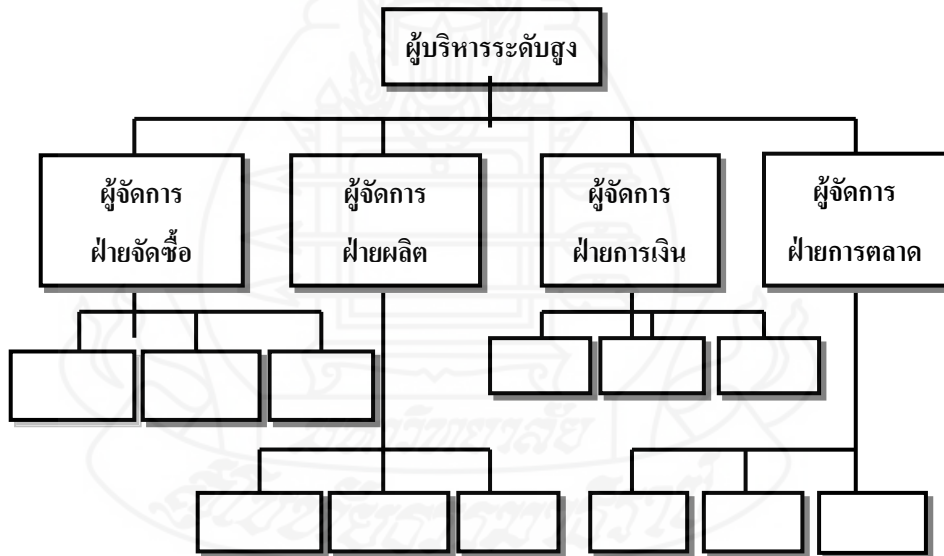 ผู้บริหารระดับสูง
ผู้จัดการ
ฝ่ายจัดซื้อ
ผู้จัดการ
ฝ่ายผลิต
ผู้จัดการ
ฝ่ายการเงิน
ผู้จัดการ
ฝ่ายการตลาด